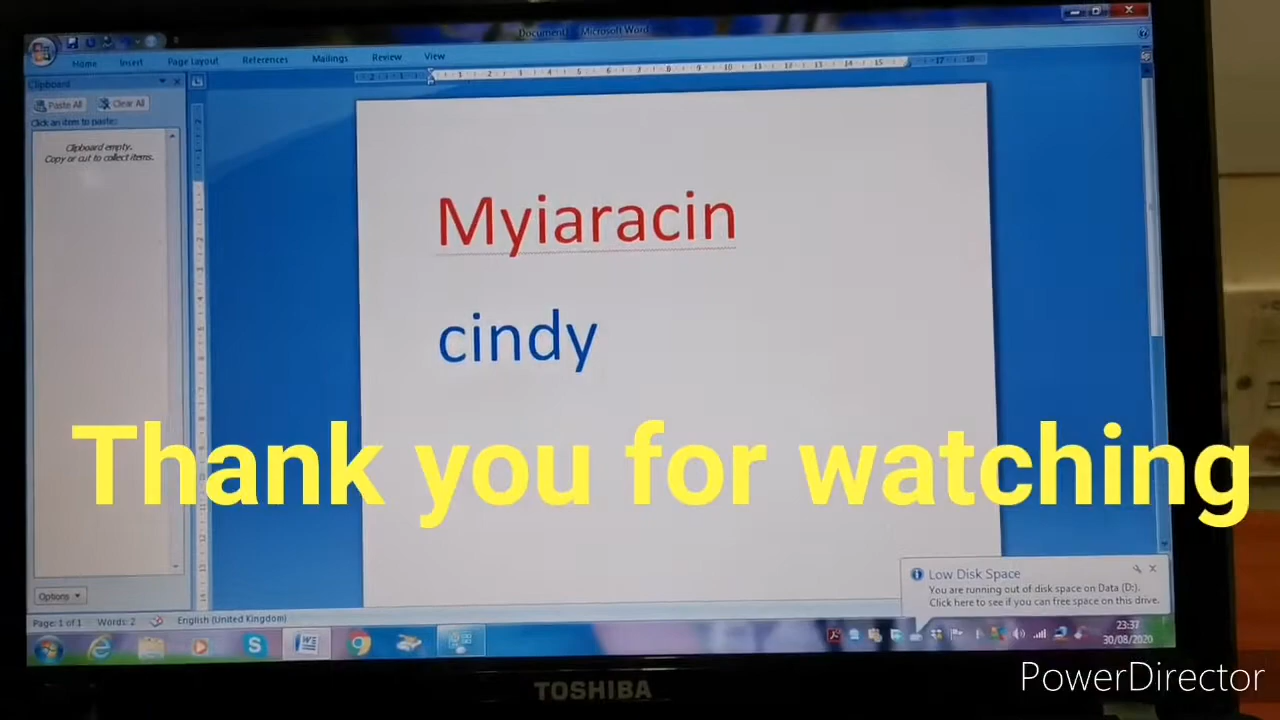 Document1 - Microsoft Word
Home Insert Page Layout References Mailings Review View
Clipboard
Paste All Clear All
Click an item to paste:
Clipboard empty.
Copy or cut to collect items.
Myiaracin
cindy
Thank you for watching
Low Disk Space
You are running out of disk space on Data (D:).
Click here to see if you can free space on this drive.
Options
Page: 1 of 1 Words: 2 English (United Kingdom)
23:37
30/08/2020
TOSHIBA
PowerDirector